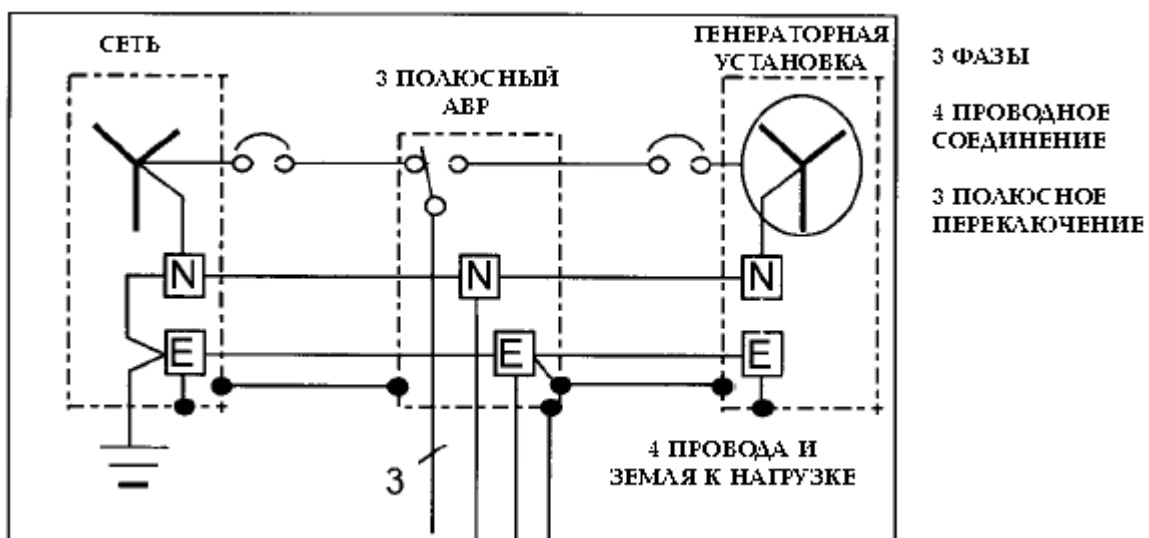 СЕТЬ
3 ПОЛЮСНЫЙ
АВР
ГЕНЕРАТОРНАЯ
УСТАНОВКА
3 ФАЗЫ
4 ПРОВОДНОЕ
СОЕДИНЕНИЕ
3 ПОЛЮСНОЕ
ПЕРЕКЛЮЧЕНИЕ
N
N
N
E
E
E
3
4 ПРОВОДА И
ЗЕМЛЯ К НАГРУЗКЕ